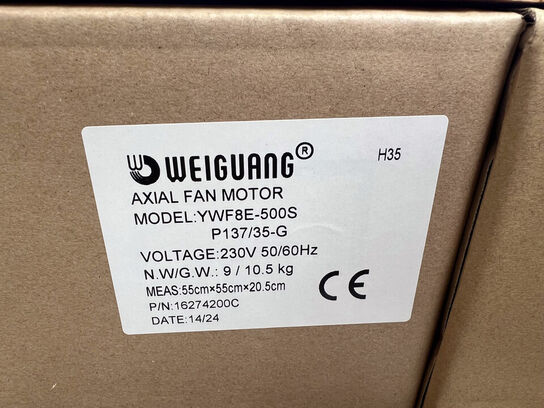 WEIGUANG®
H35
AXIAL FAN MOTOR
MODEL:YWF8E-500S
P137/35-G
VOLTAGE:230V 50/60Hz
N.W/G.W.: 9 / 10.5 kg
MEAS:55cm×55cm×20.5cm
P/N:16274200C
DATE:14/24
CE